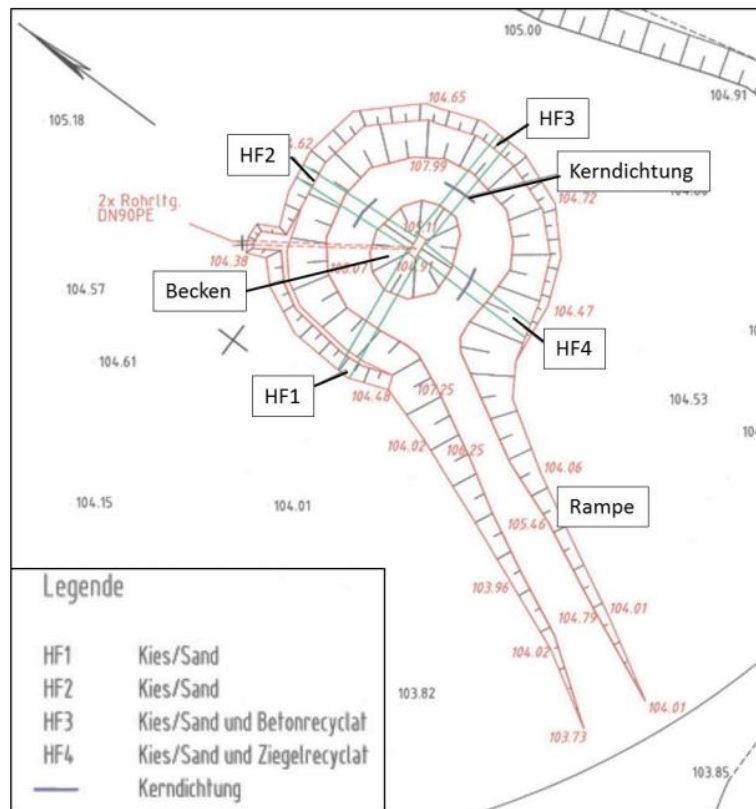 105.00
104.91
105.18
104.65
HF3
HF2
107.99
Kerndichtung
104.72
2x Rohrltg.
DN90PE
105.11
104.38
104.91
Becken
104.57
104.47
HF4
104.61
HF1
104.48
107.25
104.53
104.02
106.25
104.06
104.15
104.01
105.46
Rampe
103.96
104.79
104.01
104.02
103.82
104.01
103.73
103.85
Legende
HF1 Kies/Sand
HF2 Kies/Sand
HF3 Kies/Sand und Betonrecyclat
HF4 Kies/Sand und Ziegelrecyclat
Kerndichtung